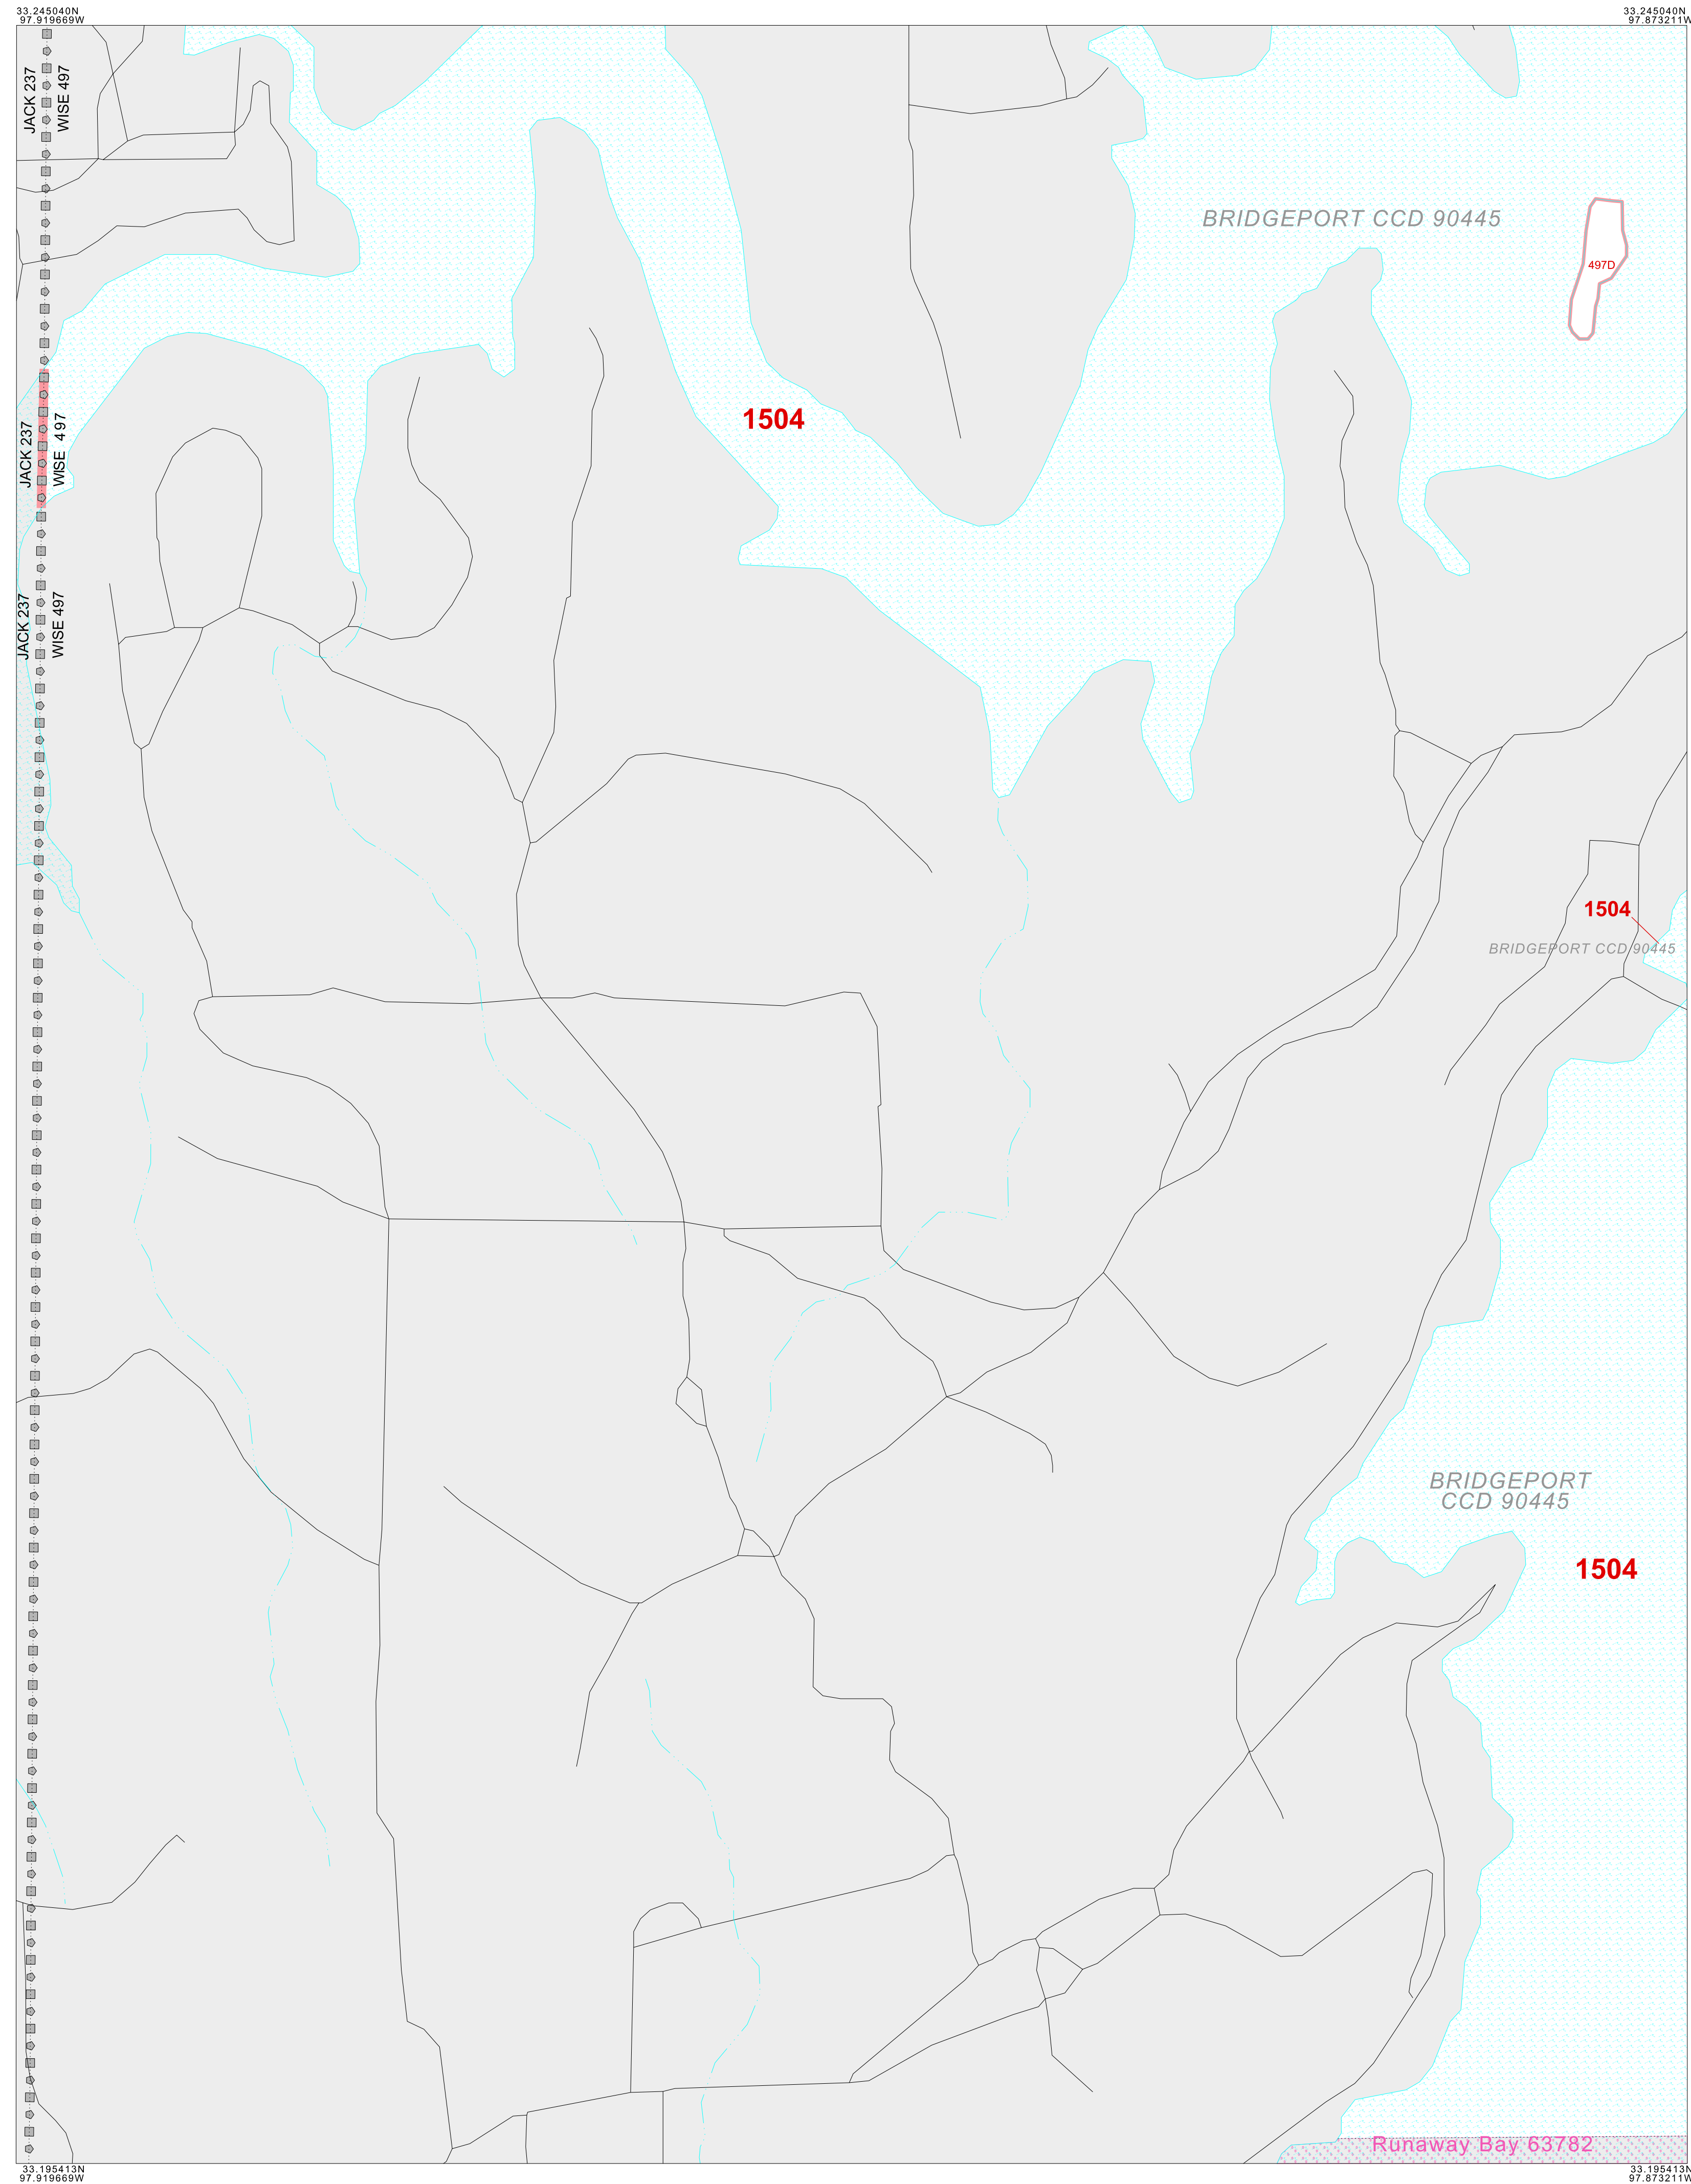 33.245040N
97.919669W
33.245040N
97.873211W
JACK 237
WISE 497
BRIDGEPORT CCD 90445
497D
1504
JACK 237
WISE 497
JACK 237
WISE 497
1504
BRIDGEPORT CCD 90445
BRIDGEPORT
CCD 90445
1504
Runaway Bay 63782
33.195413N
97.919669W
33.195413N
97.873211W